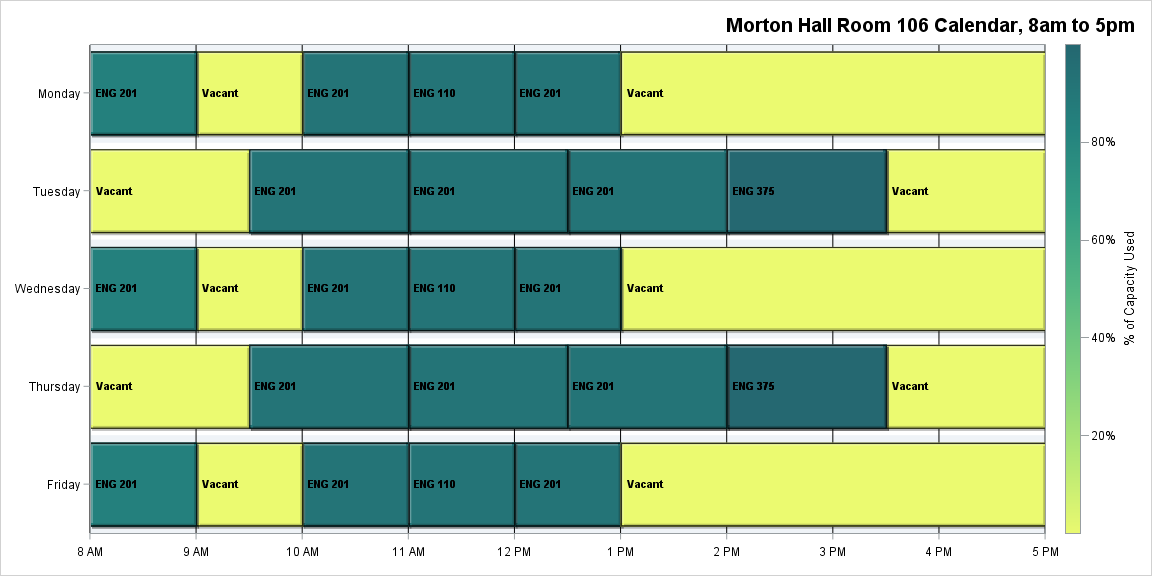 Morton Hall Room 106 Calendar, 8am to 5pm
Monday ENG 201 Vacant ENG 201 ENG 110 ENG 201 Vacant
80%
Tuesday Vacant ENG 201 ENG 201 ENG 201 ENG 375 Vacant
60%
% of Capacity Used
Wednesday ENG 201 Vacant ENG 201 ENG 110 ENG 201 Vacant
40%
Thursday Vacant ENG 201 ENG 201 ENG 201 ENG 375 Vacant
20%
Friday ENG 201 Vacant ENG 201 ENG 110 ENG 201 Vacant
8 AM 9 AM 10 AM 11 AM 12 PM 1 PM 2 PM 3 PM 4 PM 5 PM